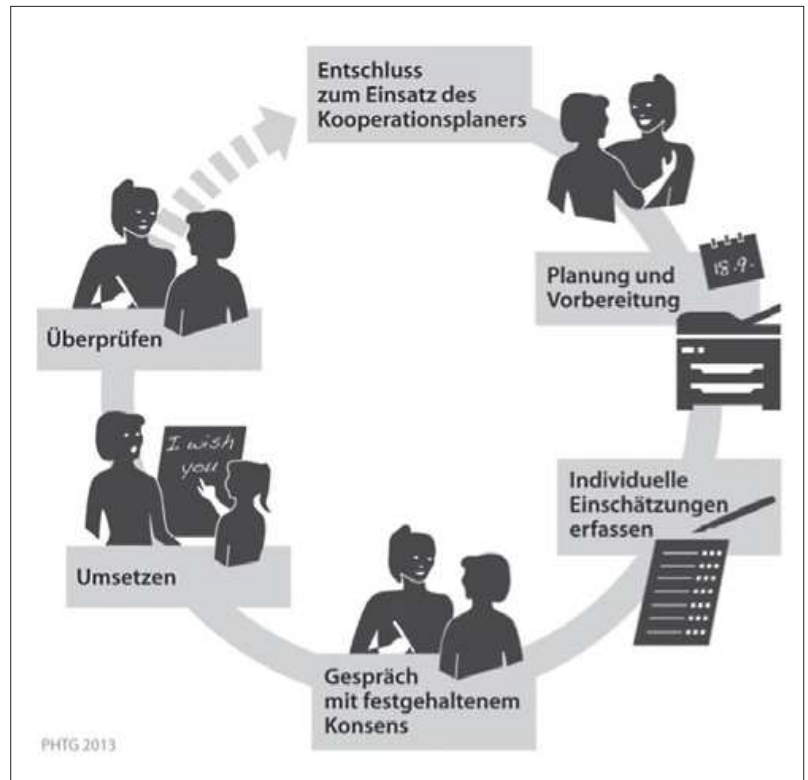 Entschluss
zum Einsatz des
Kooperationsplaners
18.9.
Planung und
Vorbereitung
Individuelle
Einschätzungen
erfassen
Gespräch
mit festgehaltenem
Konsens
I wish
you
Umsetzen
Überprüfen
PHTG 2013